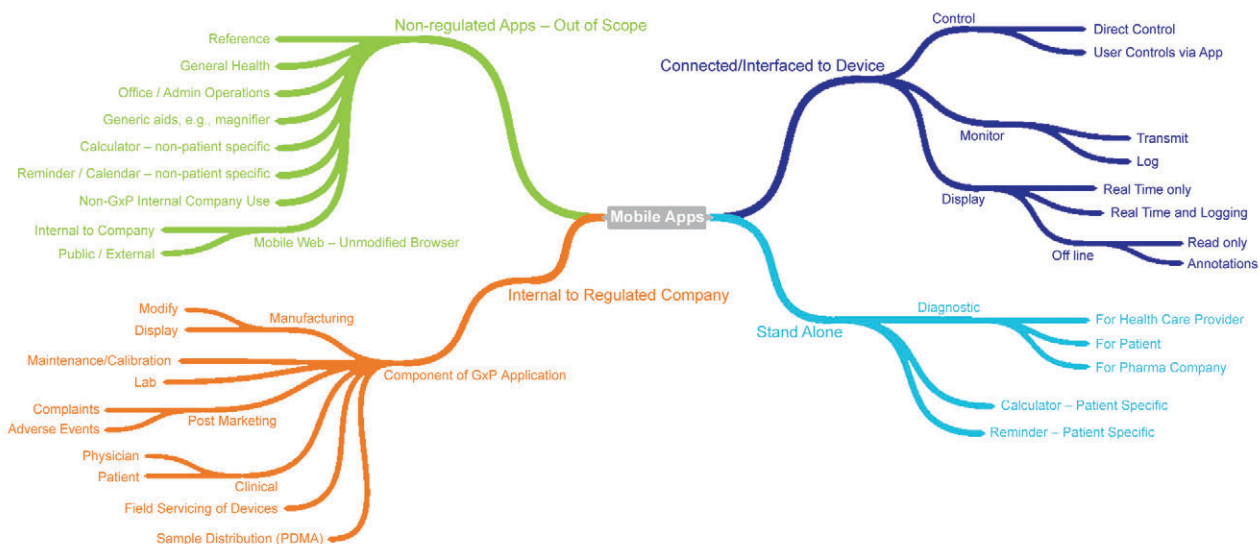 Mobile Apps
Non-regulated Apps – Out of Scope
Reference
General Health
Office / Admin Operations
Generic aids, e.g., magnifier
Calculator – non-patient specific
Reminder / Calendar – non-patient specific
Non-GxP Internal Company Use
Mobile Web – Unmodified Browser
Internal to Company
Public / External
Internal to Regulated Company
Component of GxP Application
Manufacturing
Modify
Display
Maintenance/Calibration
Lab
Post Marketing
Complaints
Adverse Events
Clinical
Physician
Patient
Field Servicing of Devices
Sample Distribution (PDMA)
Connected/Interfaced to Device
Control
Direct Control
User Controls via App
Monitor
Transmit
Log
Display
Real Time only
Real Time and Logging
Off line
Read only
Annotations
Stand Alone
Diagnostic
For Health Care Provider
For Patient
For Pharma Company
Calculator – Patient Specific
Reminder – Patient Specific